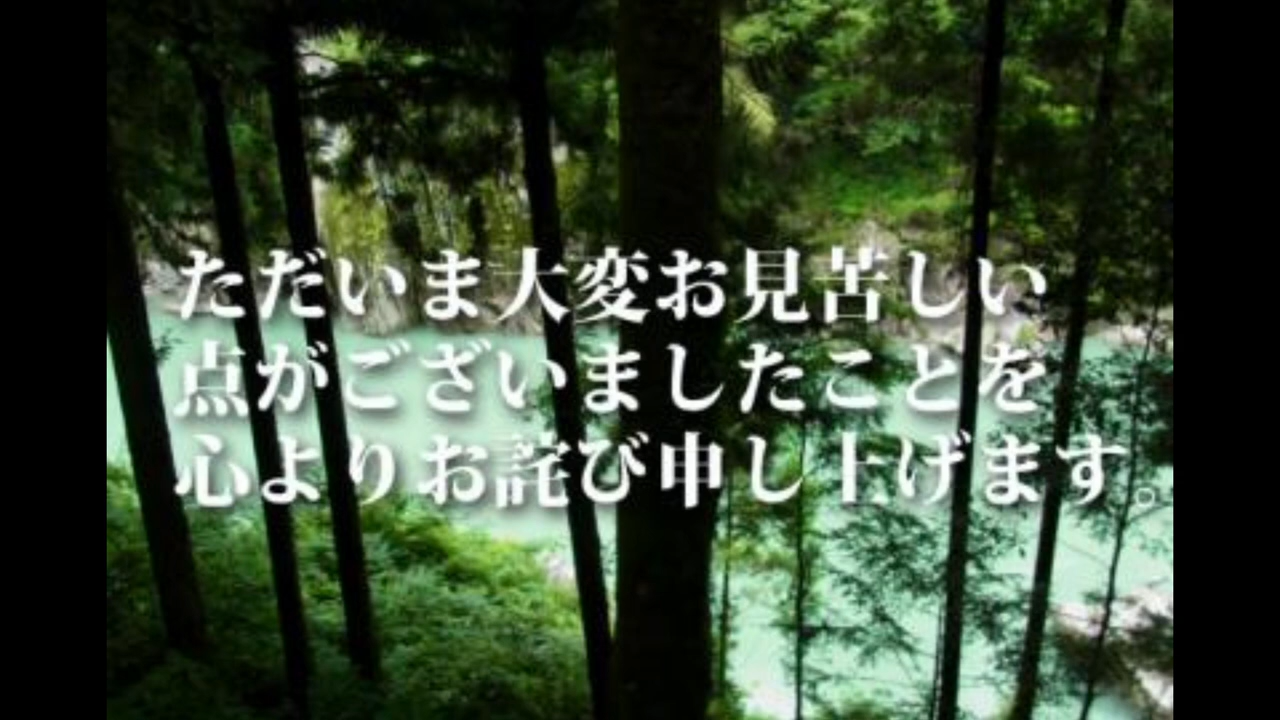 ただいま大変お見苦しい
点がございましたことを
心よりお詫び申し上げます。